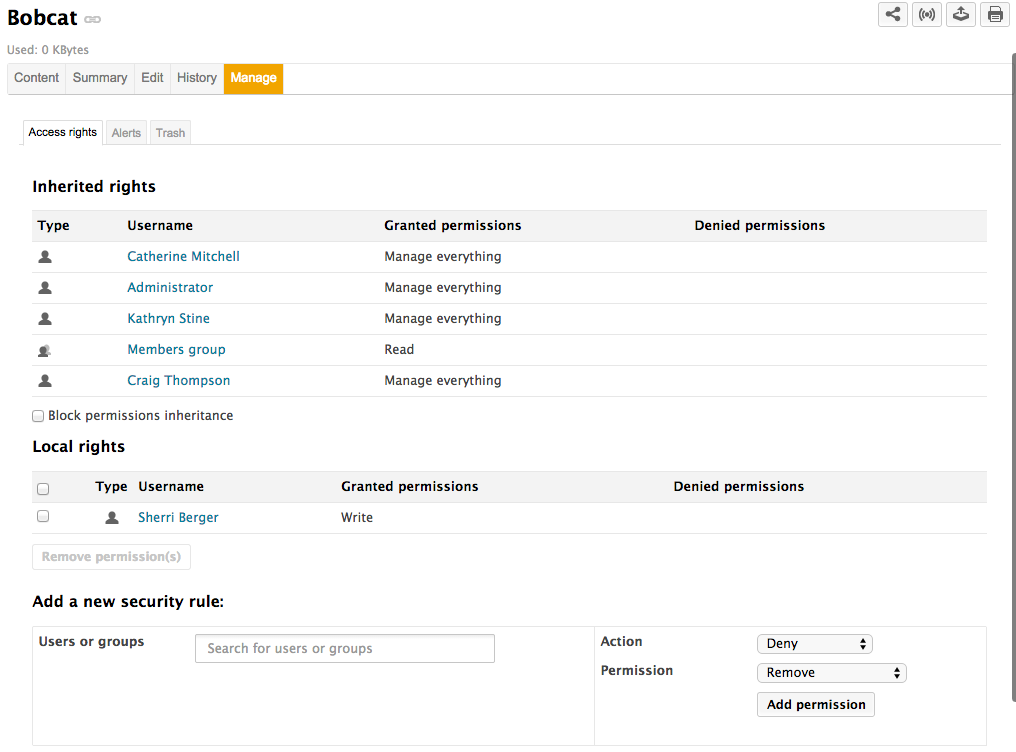 Bobcat
Used: 0 KBytes
Content Summary Edit History Manage
Access rights Alerts Trash
Inherited rights
Type Username Granted permissions Denied permissions
Catherine Mitchell Manage everything
Administrator Manage everything
Kathryn Stine Manage everything
Members group Read
Craig Thompson Manage everything
Block permissions inheritance
Local rights
Type Username Granted permissions Denied permissions
Sherri Berger Write
Remove permission(s)
Add a new security rule:
Users or groups Search for users or groups Action Deny
Permission Remove
Add permission